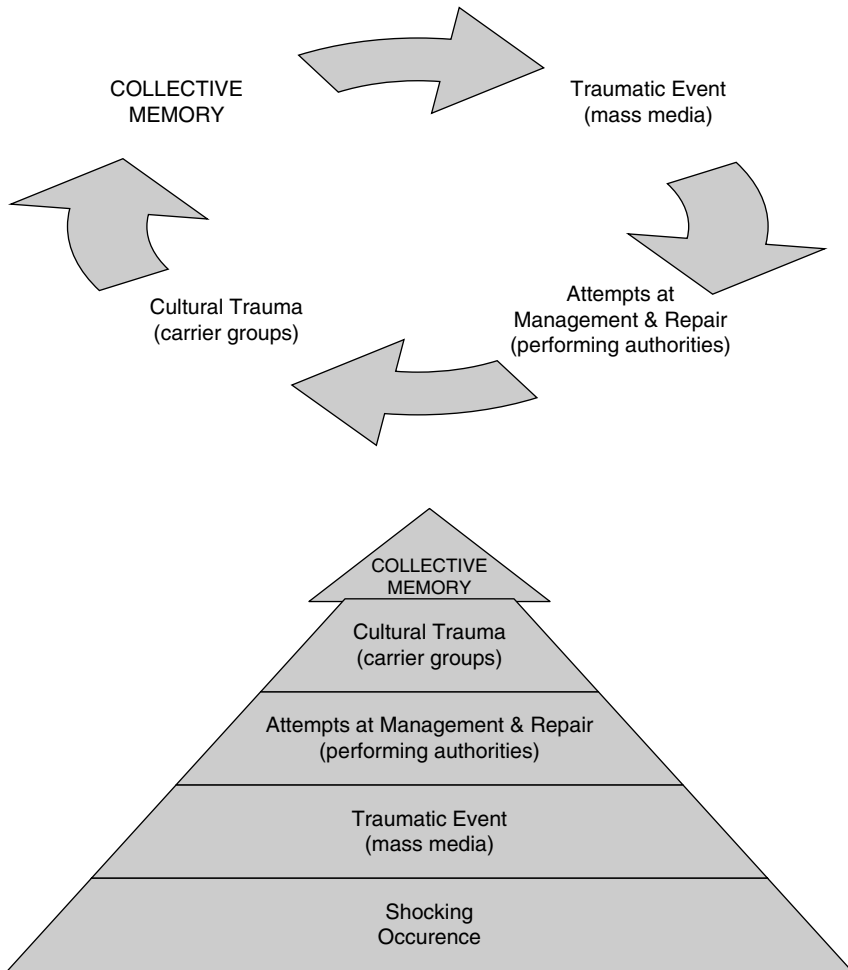 COLLECTIVE
MEMORY
Traumatic Event
(mass media)
Attempts at
Management & Repair
(performing authorities)
Cultural Trauma
(carrier groups)
COLLECTIVE
MEMORY
Cultural Trauma
(carrier groups)
Attempts at Management & Repair
(performing authorities)
Traumatic Event
(mass media)
Shocking
Occurence